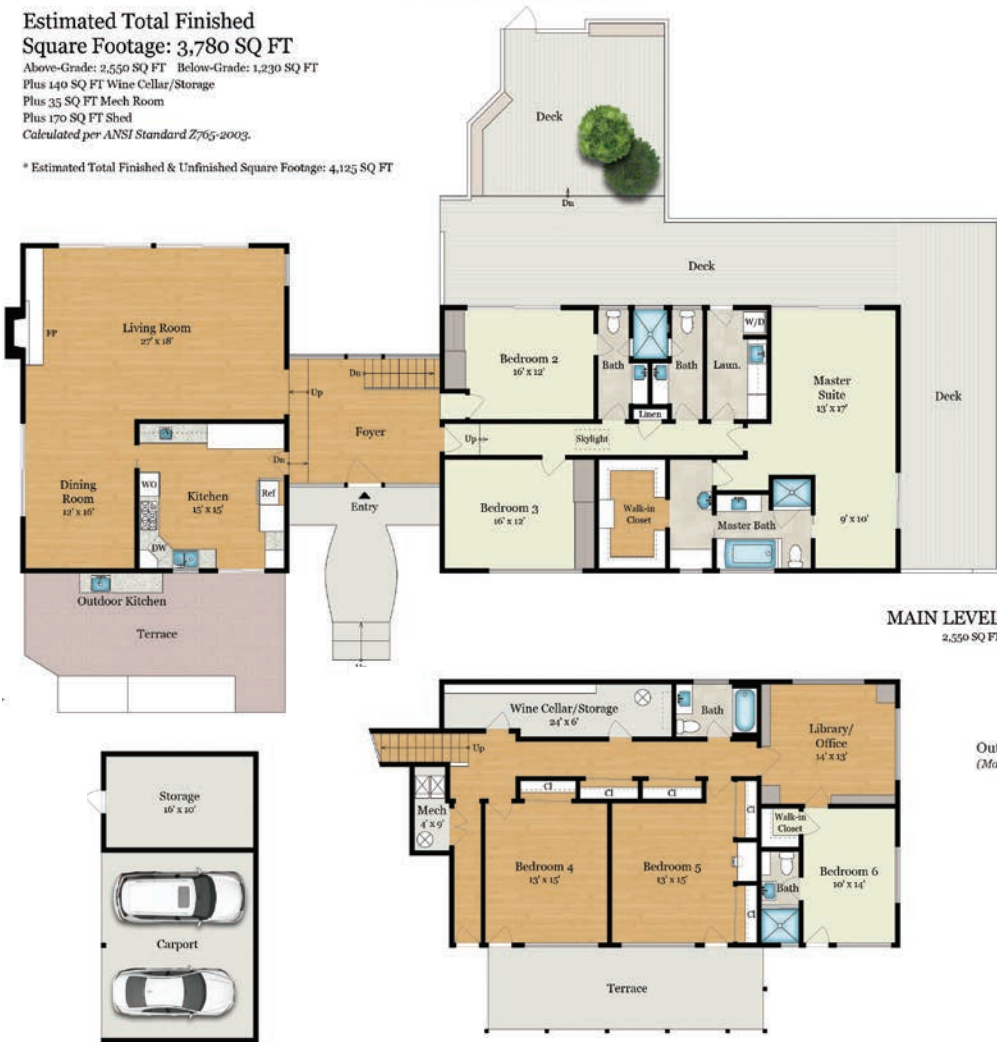 Estimated Total Finished
Square Footage: 3,780 SQ FT
Above-Grade: 2,550 SQ FT Below-Grade: 1,230 SQ FT
Plus 140 SQ FT Wine Cellar/Storage
Plus 35 SQ FT Mech Room
Plus 170 SQ FT Shed
Calculated per ANSI Standard Z765-2003.
* Estimated Total Finished & Unfinished Square Footage: 4,125 SQ FT
Deck
Dn
Deck
Deck
FP
Living Room
27' x 18'
Dn
Up
Foyer
Dn
Entry
Dining
Room
12' x 16'
WO
Kitchen
15' x 15'
Ref
DW
Outdoor Kitchen
Terrace
Bedroom 2
16' x 12'
Bath
Bath
Linen
W/D
Laun.
Master
Suite
13' x 17'
Up
Skylight
Bedroom 3
16' x 12'
Walk-in
Closet
Master Bath
9' x 10'
MAIN LEVEL
2,550 SQ FT
Wine Cellar/Storage
24' x 6'
Bath
Library/
Office
14' x 13'
Up
Mech
4' x 9'
Cl
Cl
Cl
Cl
Walk-in
Closet
Bedroom 4
13' x 15'
Bedroom 5
13' x 15'
Cl
Bath
Bedroom 6
10' x 14'
Terrace
Storage
16' x 10'
Carport